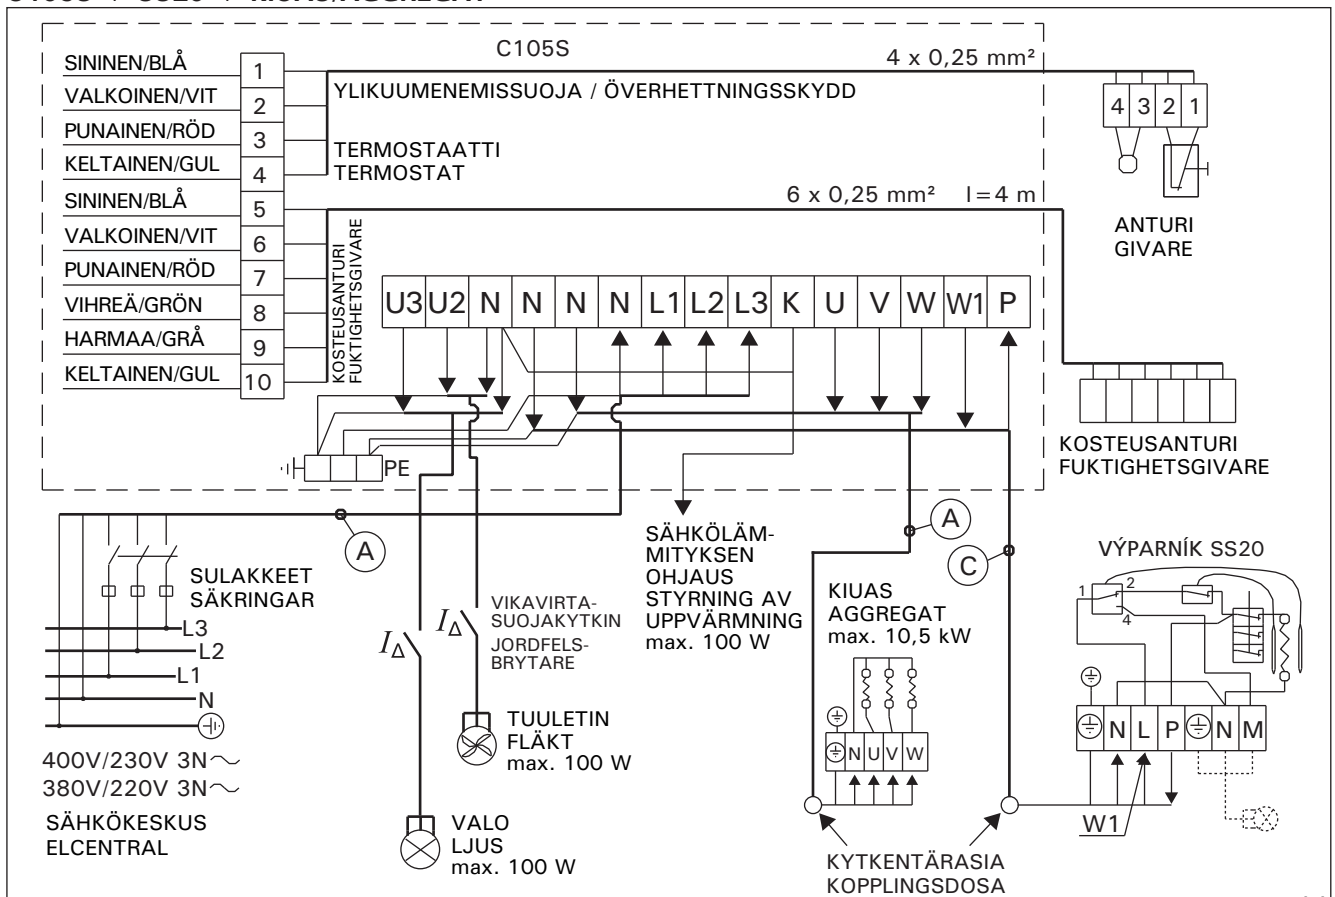 C105S
4 x 0,25 mm²
SININEN/BLÅ 1
VALKOINEN/VIT 2
PUNAINEN/RÖD 3
KELTAINEN/GUL 4
SININEN/BLÅ 5
VALKOINEN/VIT 6
PUNAINEN/RÖD 7
VIHREÄ/GRÖN 8
HARMAA/GRÅ 9
KELTAINEN/GUL 10
YLIKUUMENEMISSUOJA / ÖVERHETTNINGSSKYDD
TERMOSTAATTI
TERMOSTAT
4 3 2 1
ANTURI
GIVARE
6 x 0,25 mm² l=4 m
KOSTEUSANTURI
FUKTIGHETSGIVARE
U3 U2 N N N N L1 L2 L3 K U V W W1 P
KOSTEUSANTURI
FUKTIGHETSGIVARE
PE
A
SULAKKEET
SÄKRINGAR
L3
L2
L1
N
400V/230V 3N～
380V/220V 3N～
SÄHKÖKESKUS
ELCENTRAL
IΔ
IΔ
VIKAVIRTA-
SUOJAKYTKIN
JORDFELS-
BRYTARE
TUULETIN
FLÄKT
max. 100 W
VALO
LJUS
max. 100 W
SÄHKÖLÄM-
MITYKSEN
OHJAUS
STYRNING AV
UPPVÄRMNING
max. 100 W
A
C
KIUAS
AGGREGAT
max. 10,5 kW
N U V W
VÝPARNÍK SS20
1 2
4
N L P N M
W1
KYTKENTÄRASIA
KOPPLINGSDOSA